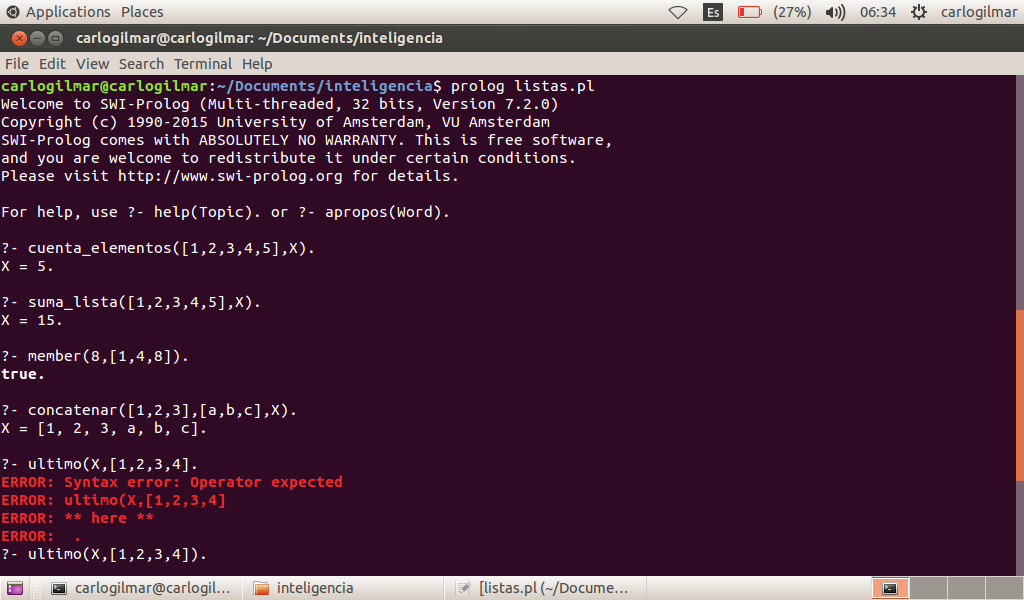 Applications Places Es (27%) 06:34 carlogilmar
carlogilmar@carlogilmar: ~/Documents/inteligencia
File Edit View Search Terminal Help
carlogilmar@carlogilmar:~/Documents/inteligencia$ prolog listas.pl
Welcome to SWI-Prolog (Multi-threaded, 32 bits, Version 7.2.0)
Copyright (c) 1990-2015 University of Amsterdam, VU Amsterdam
SWI-Prolog comes with ABSOLUTELY NO WARRANTY. This is free software,
and you are welcome to redistribute it under certain conditions.
Please visit http://www.swi-prolog.org for details.
For help, use ?- help(Topic). or ?- apropos(Word).
?- cuenta_elementos([1,2,3,4,5],X).
X = 5.
?- suma_lista([1,2,3,4,5],X).
X = 15.
?- member(8,[1,4,8]).
true.
?- concatenar([1,2,3],[a,b,c],X).
X = [1, 2, 3, a, b, c].
?- ultimo(X,[1,2,3,4].
ERROR: Syntax error: Operator expected
ERROR: ultimo(X,[1,2,3,4]
ERROR: ** here **
ERROR:  .
?- ultimo(X,[1,2,3,4]).
carlogilmar@carlogil... inteligencia [listas.pl (~/Docume...